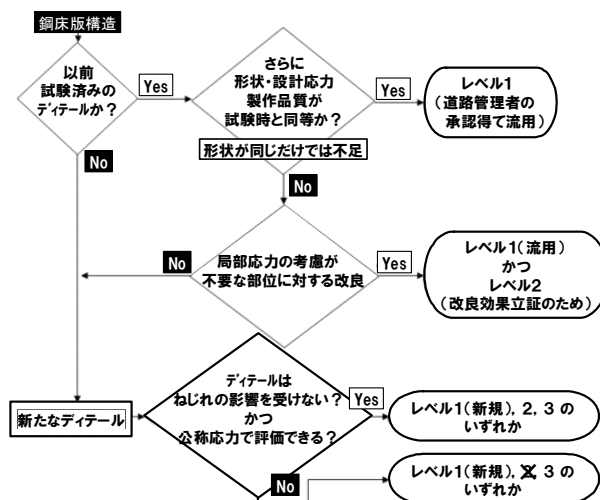 鋼床版構造
以前
試験済みの
ディテールか？
Yes
さらに
形状・設計応力
製作品質が
試験時と同等か？
形状が同じだけでは不足
Yes
レベル1
（道路管理者の
承認得て流用）
No
No
局部応力の考慮が
不要な部位に対する改良
No
Yes
レベル1（流用）
かつ
レベル2
（改良効果立証のため）
新たなディテール
ディテールは
ねじれの影響を受けない？
かつ
公称応力で評価できる？
Yes
レベル1（新規），2，3 の
いずれか
No
レベル1（新規），2，3 の
いずれか